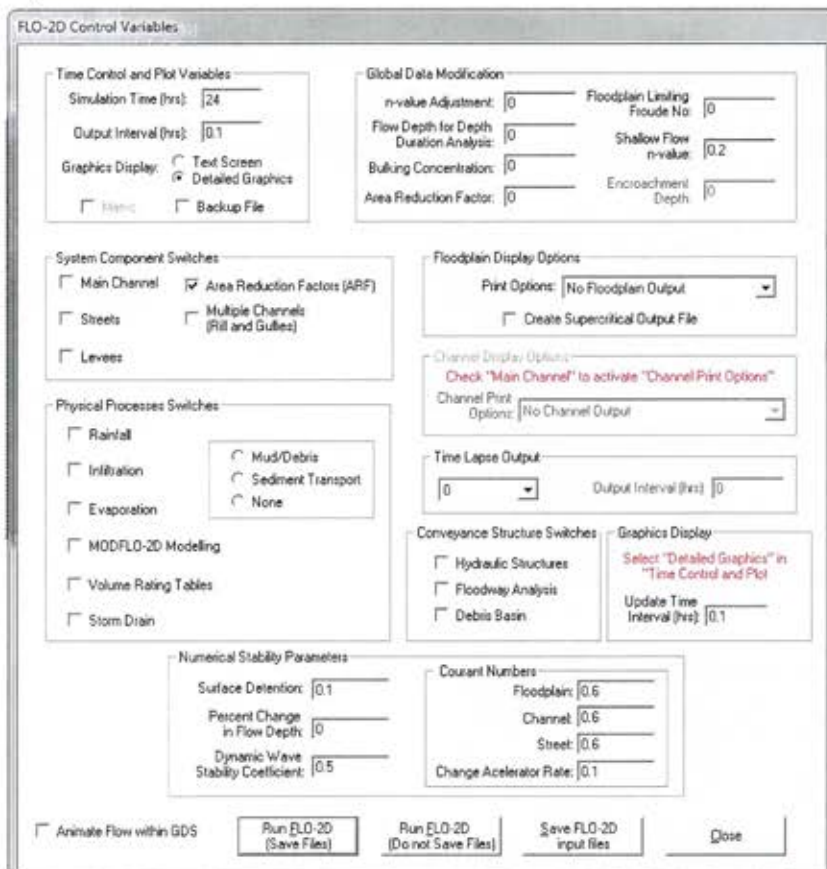 FLO-2D Control Variables
Time Control and Plot Variables
Simulation Time (hrs): 24
Output Interval (hrs): 0.1
Graphics Display: Text Screen
Detailed Graphics
Metric Backup File
Global Data Modification
n-value Adjustment: 0
Flow Depth for Depth
Duration Analysis: 0
Bulking Concentration: 0
Area Reduction Factor: 0
Floodplain Limiting
Froude No: 0
Shallow Flow
n-value: 0.2
Encroachment
Depth: 0
System Component Switches
Main Channel Area Reduction Factors (ARF)
Streets Multiple Channels
(Rill and Gullies)
Levees
Floodplain Display Options
Print Options: No Floodplain Output
Create Supercritical Output File
Channel Display Options
Check "Main Channel" to activate "Channel Print Options"
Channel Print
Options: No Channel Output
Physical Processes Switches
Rainfall
Infiltration
Evaporation
MODFLO-2D Modelling
Volume Rating Tables
Storm Drain
Mud/Debris
Sediment Transport
None
Time Lapse Output
0 Output Interval (hrs) 0
Conveyance Structure Switches
Hydraulic Structures
Floodway Analysis
Debris Basin
Graphics Display
Select "Detailed Graphics" in
"Time Control and Plot
Update Time
Interval (hrs): 0.1
Numerical Stability Parameters
Surface Detention: 0.1
Percent Change
in Flow Depth: 0
Dynamic Wave
Stability Coefficient: 0.5
Courant Numbers
Floodplain: 0.6
Channel: 0.6
Street: 0.6
Change Acelerator Rate: 0.1
Animate Flow within GDS
Run FLO-2D
(Save Files)
Run FLO-2D
(Do not Save Files)
Save FLO-2D
input files
Close